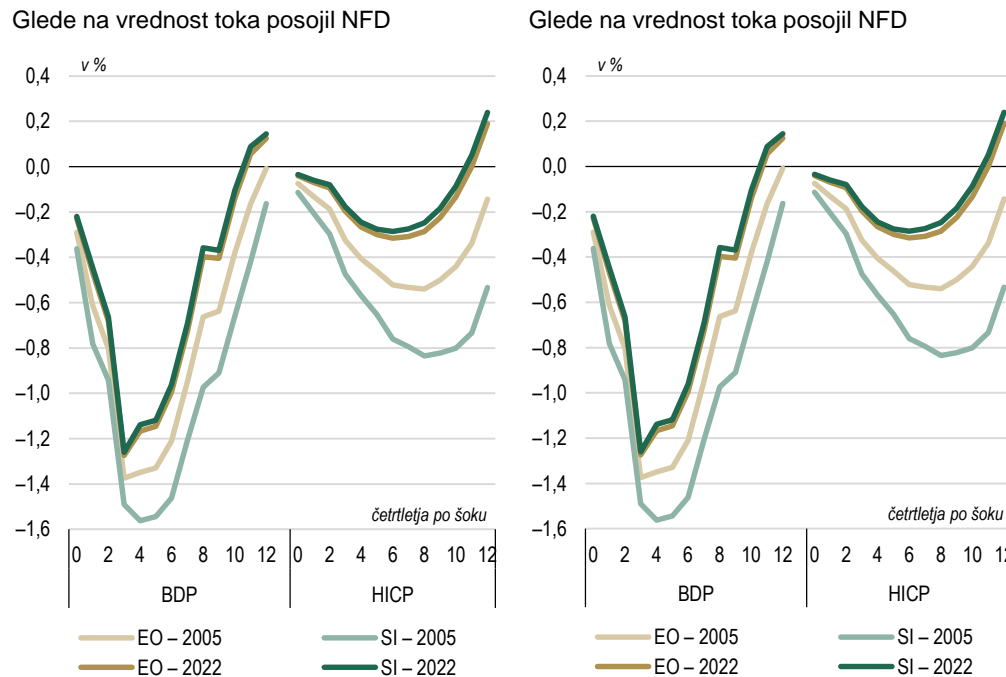 Glede na vrednost toka posojil NFD
v %
0,4
0,2
0,0
–0,2
–0,4
–0,6
–0,8
–1,0
–1,2
–1,4
–1,6
četrtletja po šoku
0 2 4 6 8 10 12 0 2 4 6 8 10 12
BDP HICP
EO – 2005 SI – 2005
EO – 2022 SI – 2022
Glede na vrednost toka posojil NFD
v %
0,4
0,2
0,0
–0,2
–0,4
–0,6
–0,8
–1,0
–1,2
–1,4
–1,6
četrtletja po šoku
0 2 4 6 8 10 12 0 2 4 6 8 10 12
BDP HICP
EO – 2005 SI – 2005
EO – 2022 SI – 2022